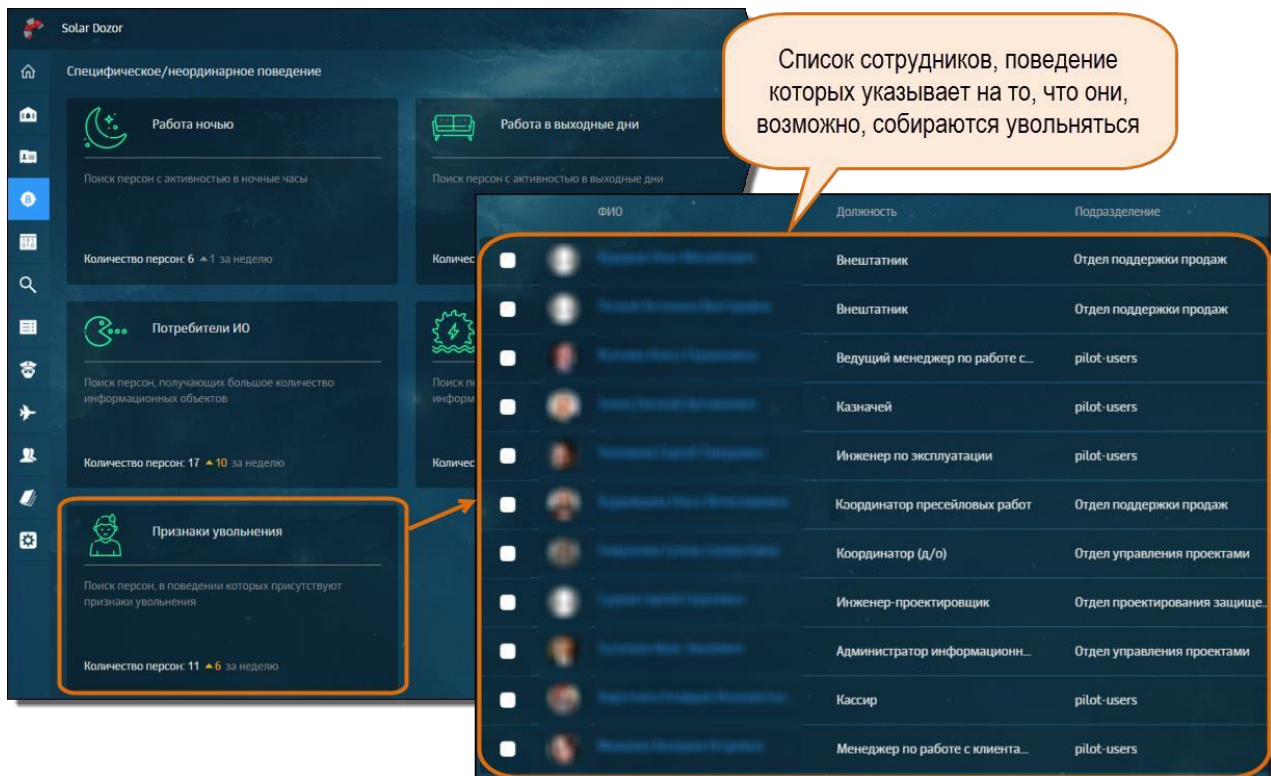 Solar Dozor
Специфическое/неординарное поведение
Работа ночью
Поиск персон с активностью в ночные часы
Количество персон: 6 1 за неделю
Работа в выходные дни
Поиск персон с активностью в выходные дни
Потребители ИО
Поиск персон, получающих большое количество
информационных объектов
Количество персон: 17 10 за неделю
Признаки увольнения
Поиск персон, в поведении которых присутствуют
признаки увольнения
Количество персон: 11 6 за неделю
Список сотрудников, поведение
которых указывает на то, что они,
возможно, собираются увольняться
ФИО Должность Подразделение
Внештатник Отдел поддержки продаж
Внештатник Отдел поддержки продаж
Ведущий менеджер по работе с... pilot-users
Казначей pilot-users
Инженер по эксплуатации pilot-users
Координатор пресейловых работ Отдел поддержки продаж
Координатор (д/о) Отдел управления проектами
Инженер-проектировщик Отдел проектирования защище...
Администратор информационн... Отдел управления проектами
Кассир pilot-users
Менеджер по работе с клиента... pilot-users